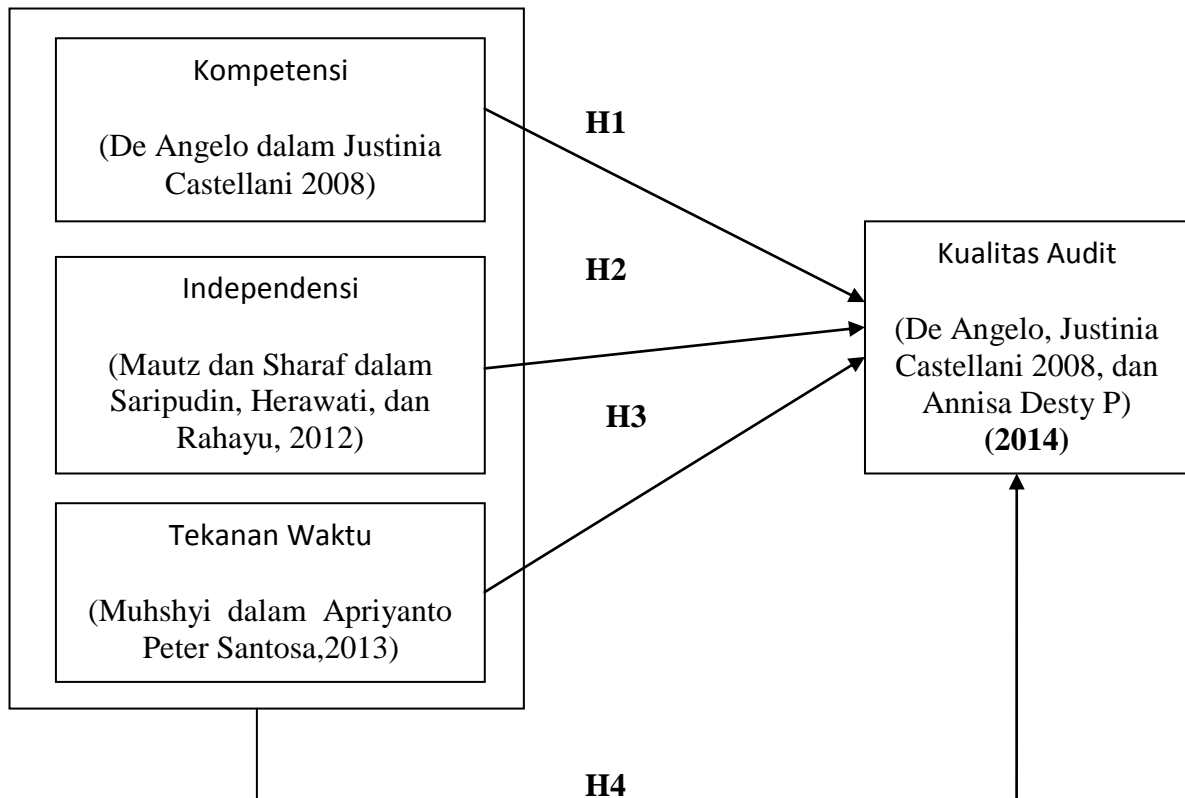 Kompetensi
(De Angelo dalam Justinia
Castellani 2008)
H1
Independensi
(Mautz dan Sharaf dalam
Saripudin, Herawati, dan
Rahayu, 2012)
H2
Tekanan Waktu
(Muhshyi dalam Apriyanto
Peter Santosa,2013)
H3
Kualitas Audit
(De Angelo, Justinia
Castellani 2008, dan
Annisa Desty P)
(2014)
H4